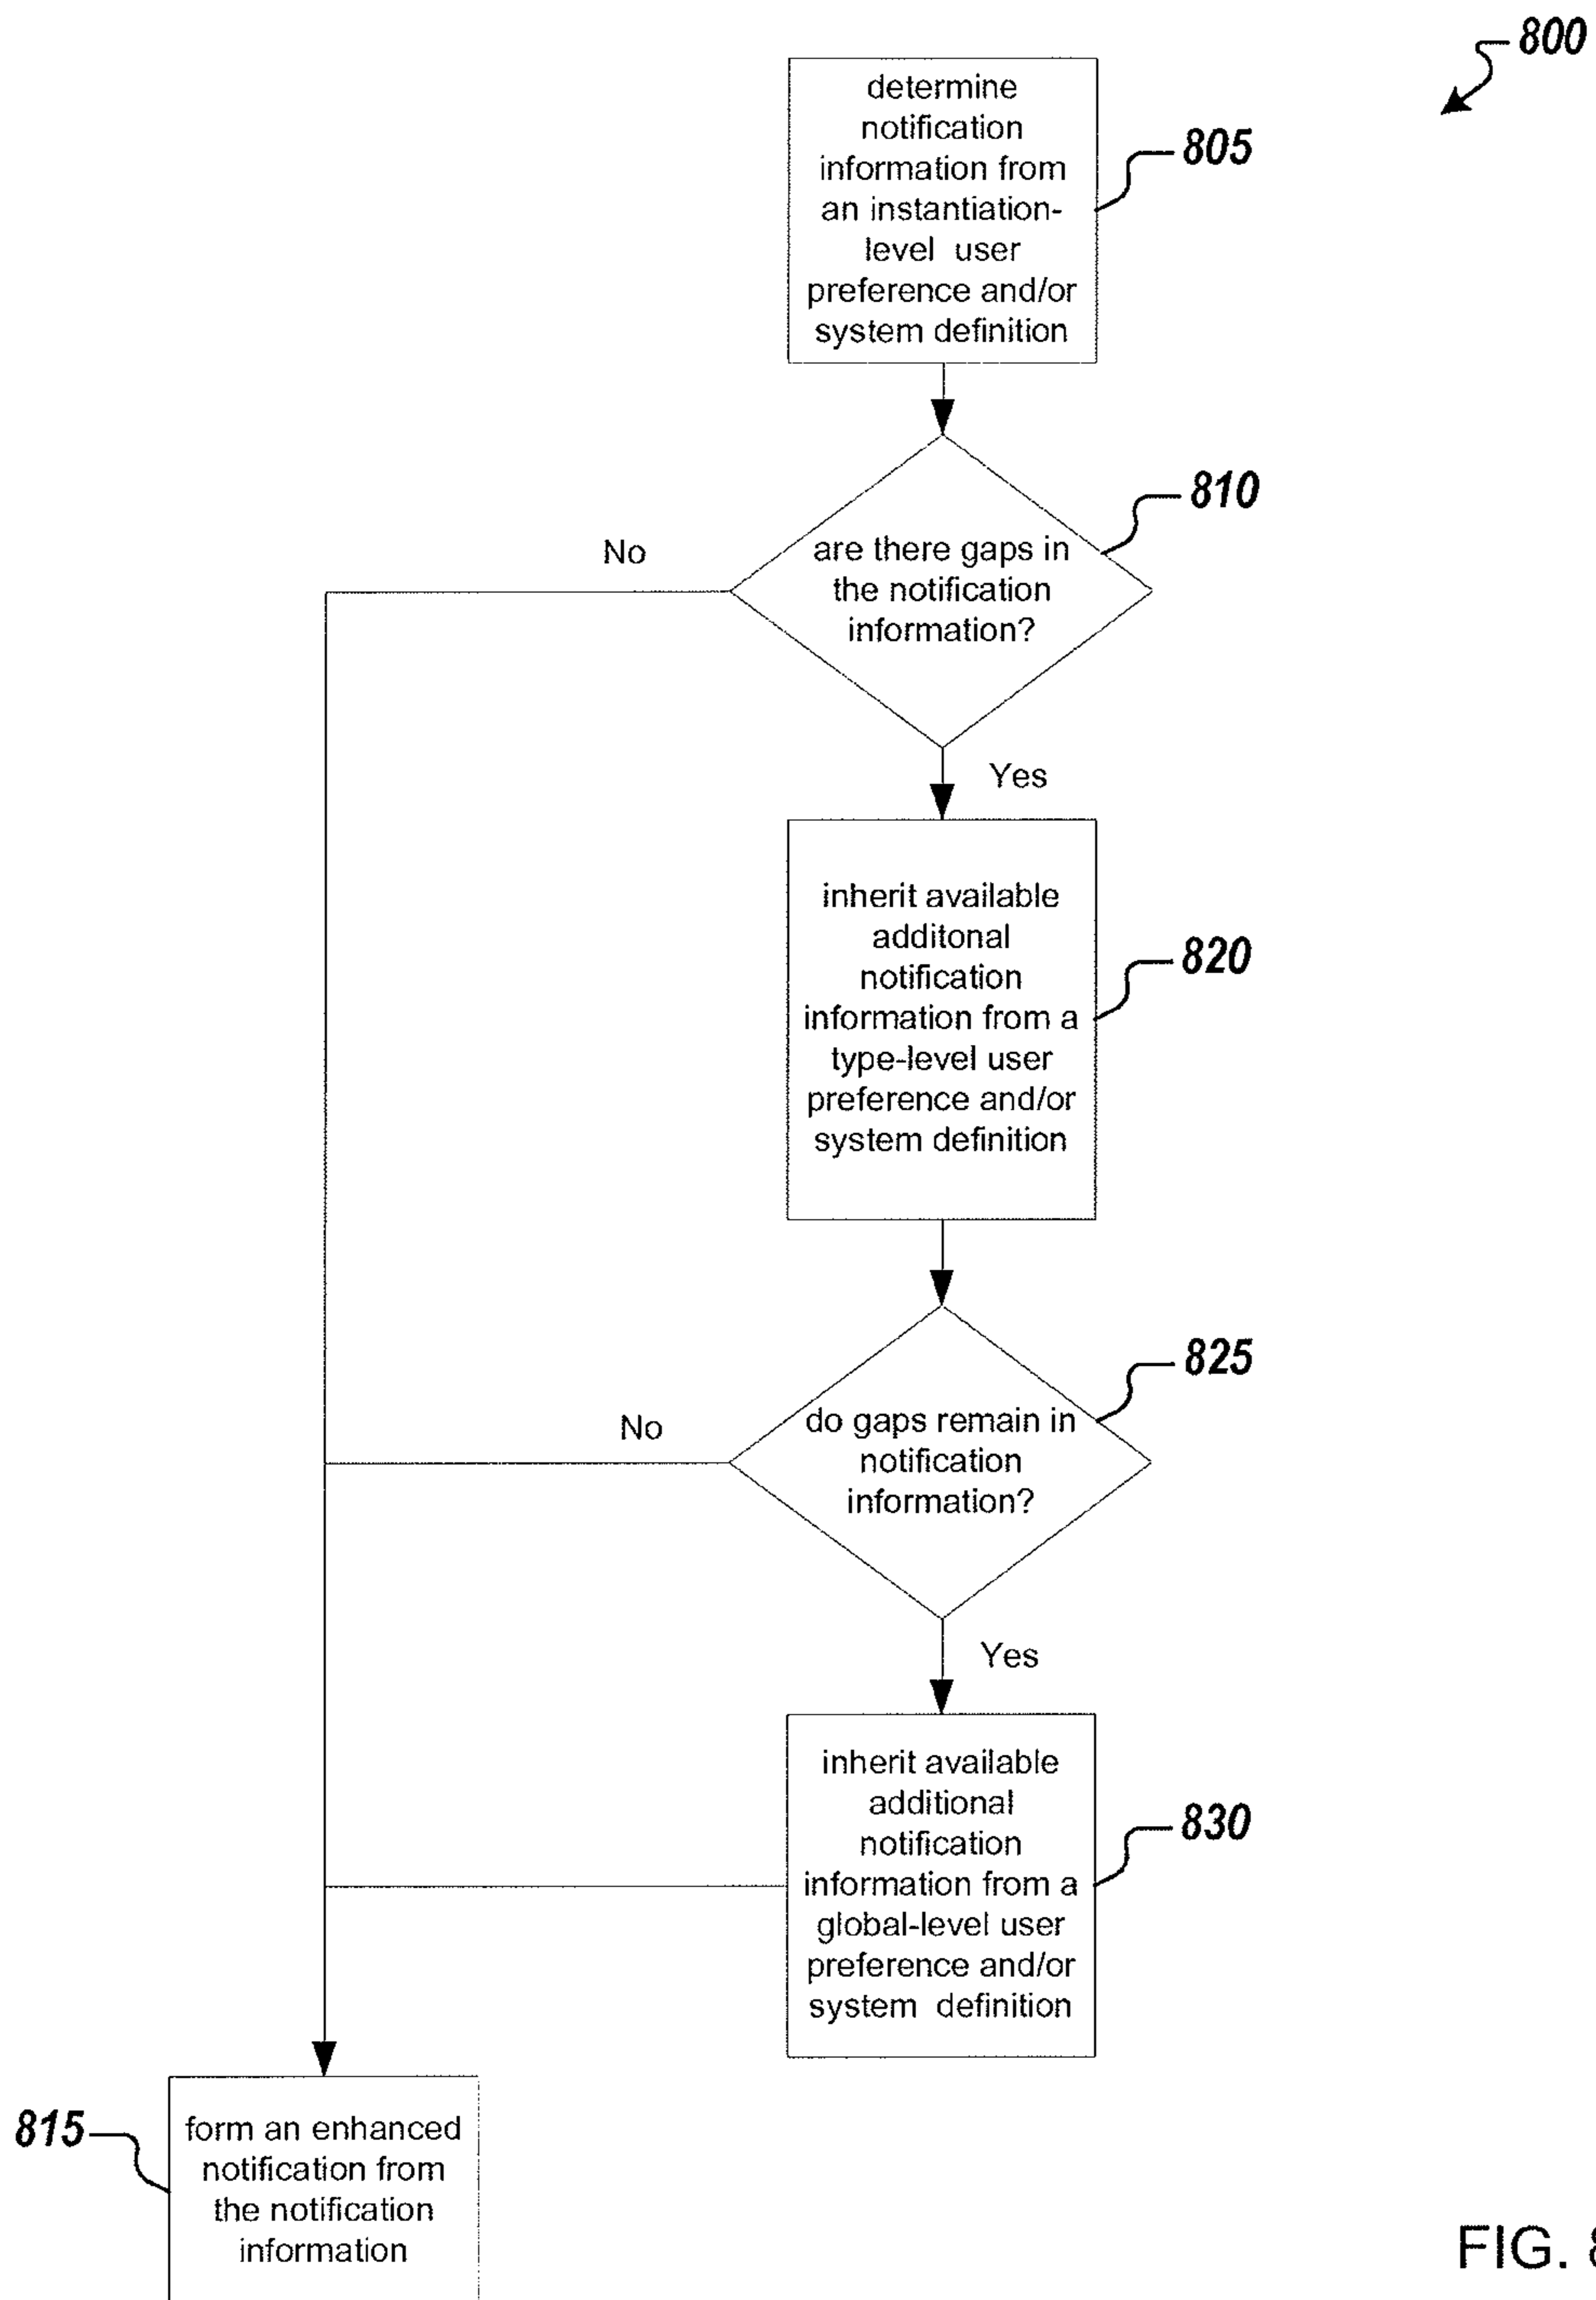 800
determine
notification
information from
an instantiation-
level user
preference and/or
system definition
805
810
No
are there gaps in
the notification
information?
Yes
inherit available
additonal
notification
information from a
type-level user
preference and/or
system definition
820
825
No
do gaps remain in
notification
information?
Yes
inherit available
additional
notification
information from a
global-level user
preference and/or
system definition
830
815
form an enhanced
notification from
the notification
information
FIG. 8